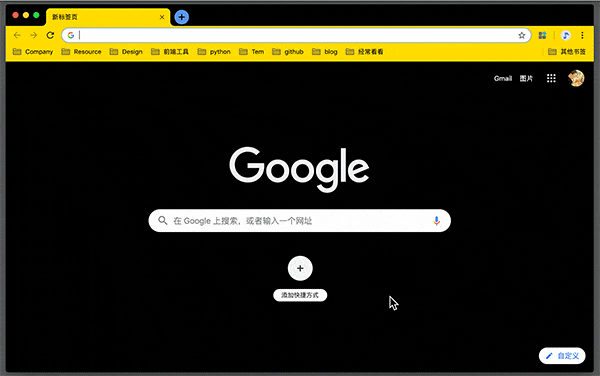 新标签页
Company Resource Design 前端工具 python Tem github blog 经常看看 其他书签
Gmail 图片
Google
在 Google 上搜索，或者输入一个网址
添加快捷方式
自定义